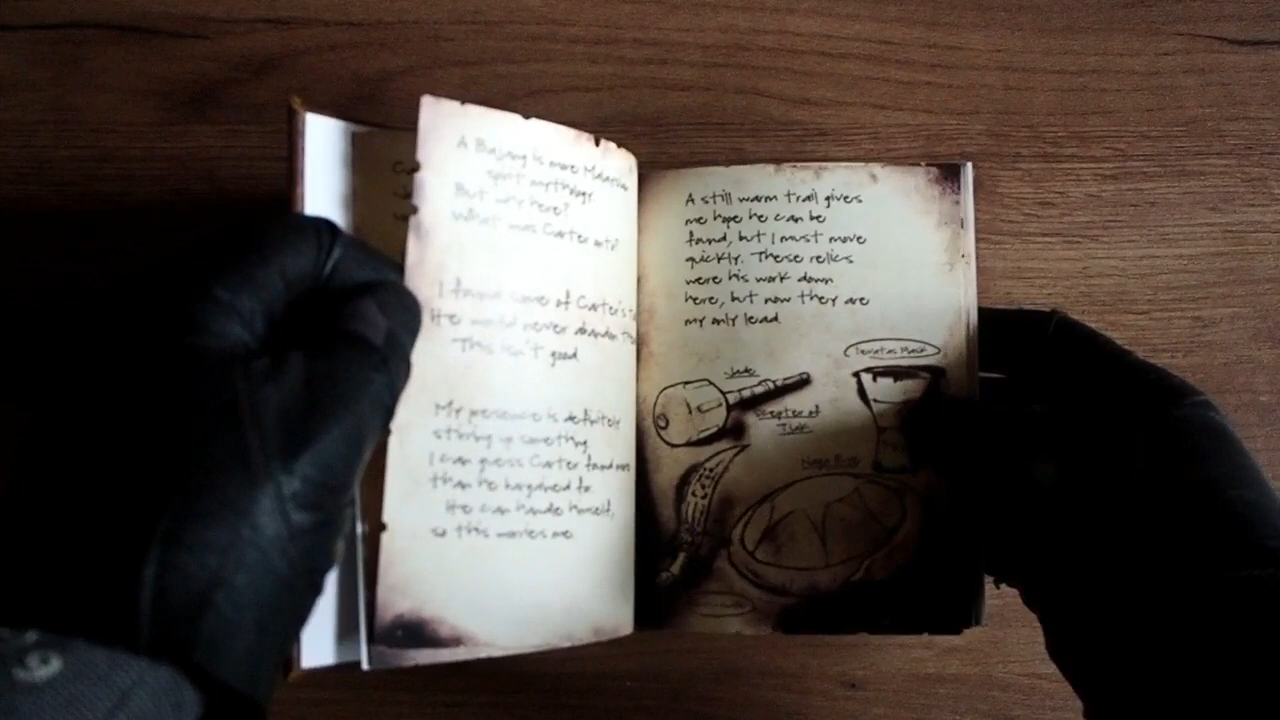 A Bajang is more Malaysian
spirit mythology.
But why here?
What was Carter into?
I found some of Carter's
He would never abandon
This isn't good.
My presence is definitely
stirring up something.
I can guess Carter found more
than he bargained for.
He can handle himself,
so this worries me.
A still warm trail gives
me hope he can be
found, but I must move
quickly. These relics
were his work down
here, but now they are
my only lead.
Jade
Scepter of